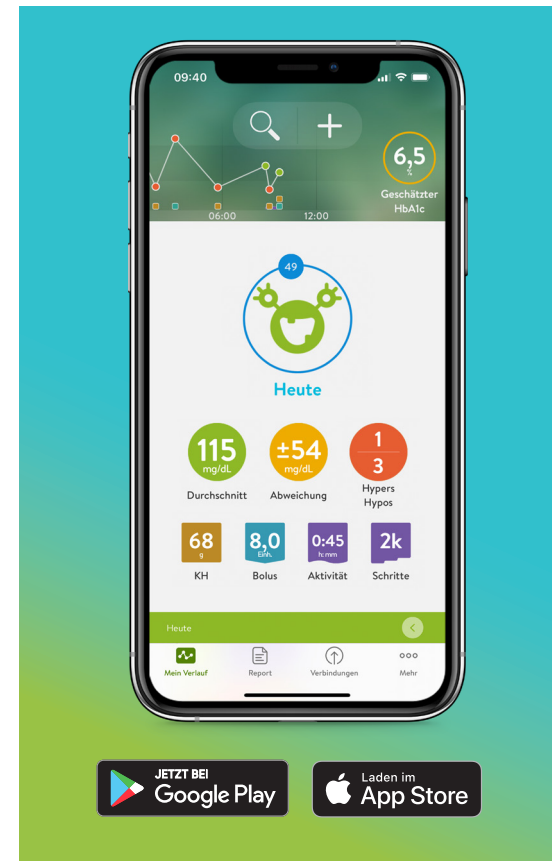 09:40
6,5
%
Geschätzter
HbA1c
06:00
12:00
49
Heute
115
mg/dL
Durchschnitt
±54
mg/dL
Abweichung
1
3
Hypers
Hypos
68
g
KH
8,0
Einh.
Bolus
0:45
h: mm
Aktivität
2k
Schritte
Heute
Mein Verlauf
Report
Verbindungen
Mehr
JETZT BEI
Google Play
Laden im
App Store